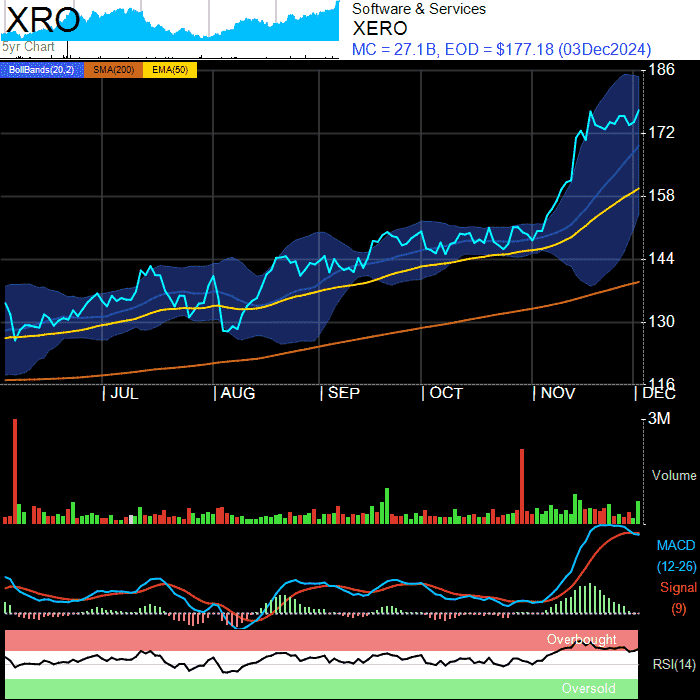 XRO
5yr Chart
Software & Services
XERO
MC = 27.1B, EOD = $177.18 (03Dec2024)
BollBands(20,2) SMA(200) EMA(50)
186
172
158
144
130
116
JUL AUG SEP OCT NOV DEC
3M
Volume
MACD
(12-26)
Signal
(9)
Overbought
RSI(14)
Oversold